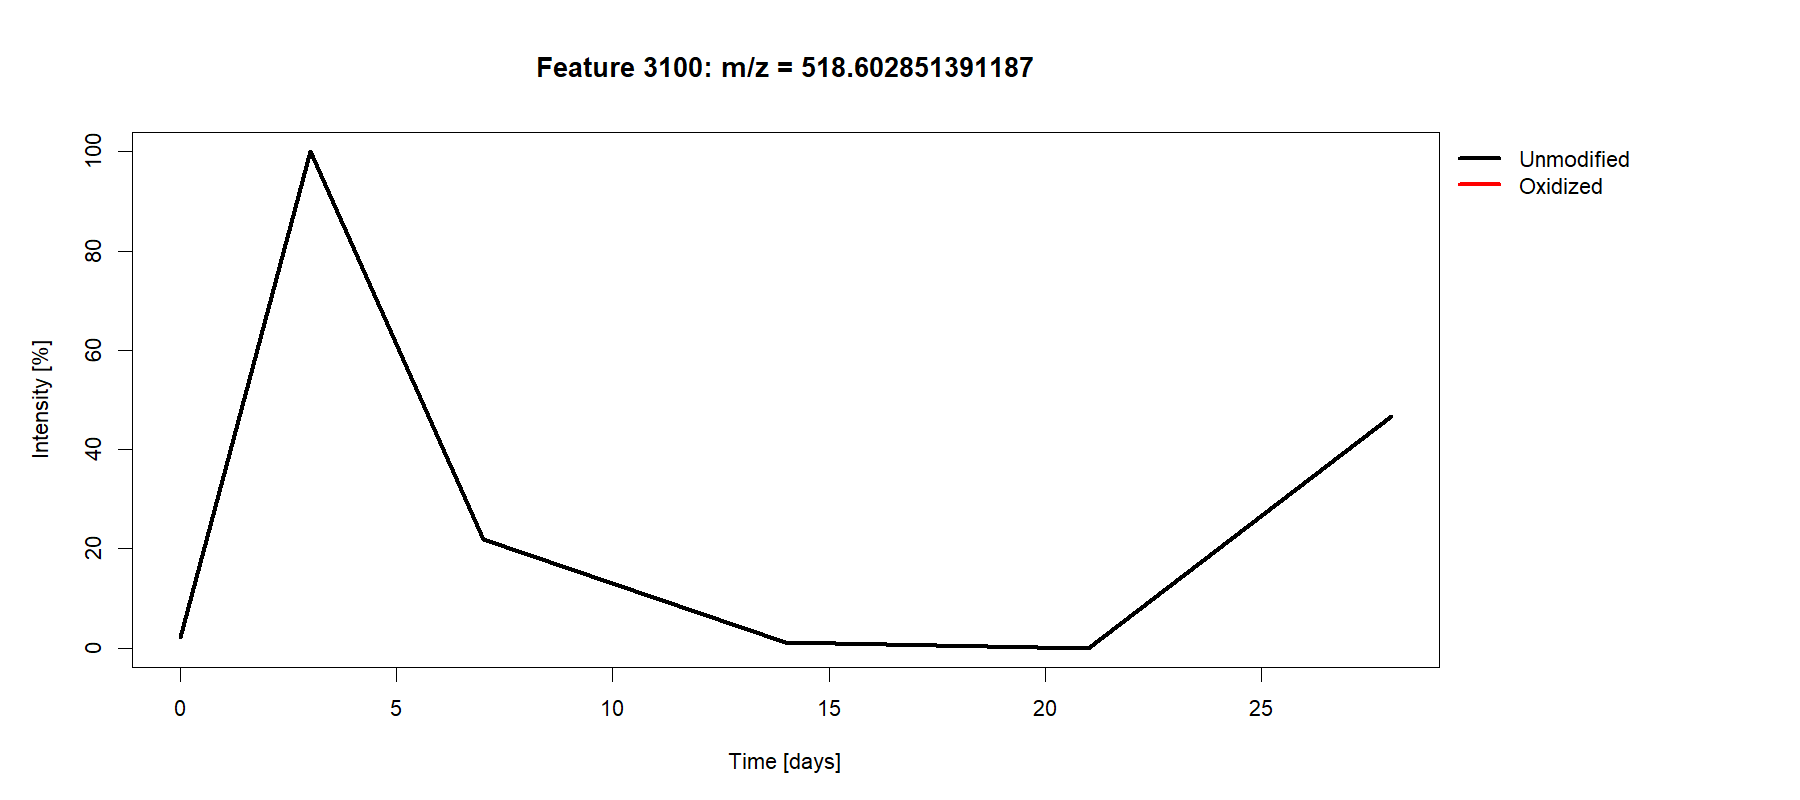 Feature 3100: m/z = 518.602851391187
Unmodified
Oxidized
Intensity [%]
100
80
60
40
20
0
0 5 10 15 20 25
Time [days]